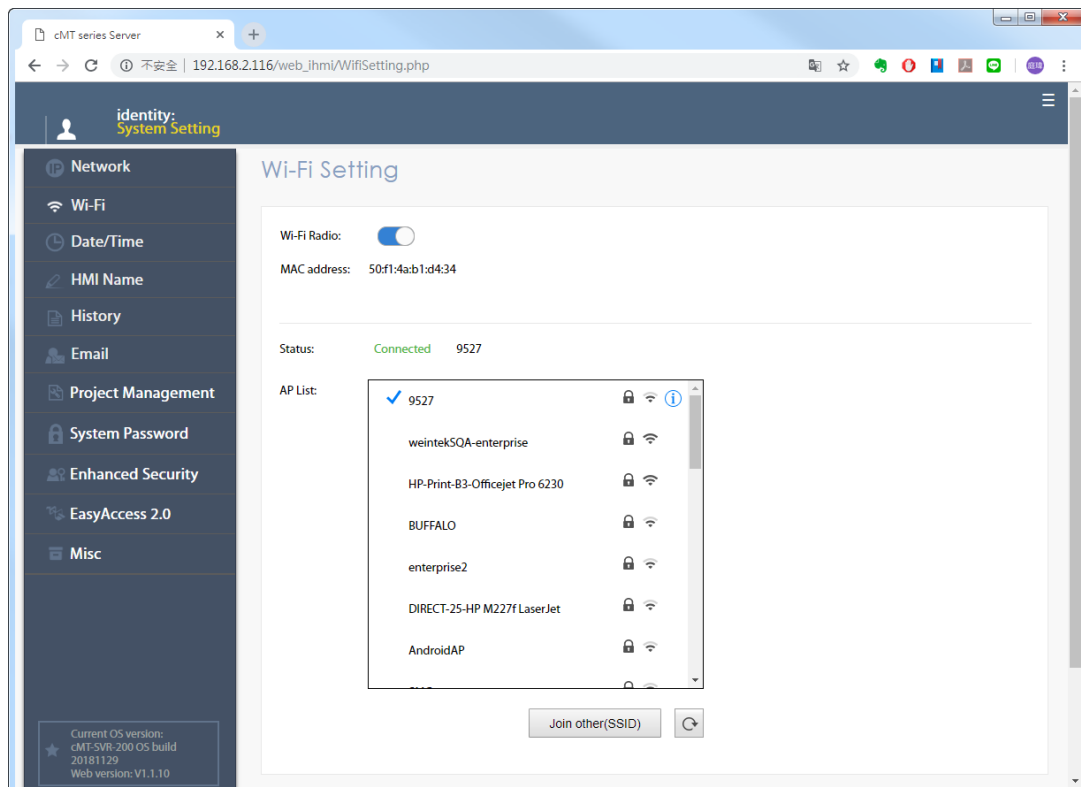 cMT series Server
不安全 | 192.168.2.116/web_ihmi/WifiSetting.php
identity:
System Setting
Network
Wi-Fi
Date/Time
HMI Name
History
Email
Project Management
System Password
Enhanced Security
EasyAccess 2.0
Misc
Current OS version:
cMT-SVR-200 OS build
20181129
Web version: V1.1.10
Wi-Fi Setting
Wi-Fi Radio:
MAC address: 50:f1:4a:b1:d4:34
Status: Connected 9527
AP List:
9527
weintekSQA-enterprise
HP-Print-B3-Officejet Pro 6230
BUFFALO
enterprise2
DIRECT-25-HP M227f LaserJet
AndroidAP
Join other(SSID)